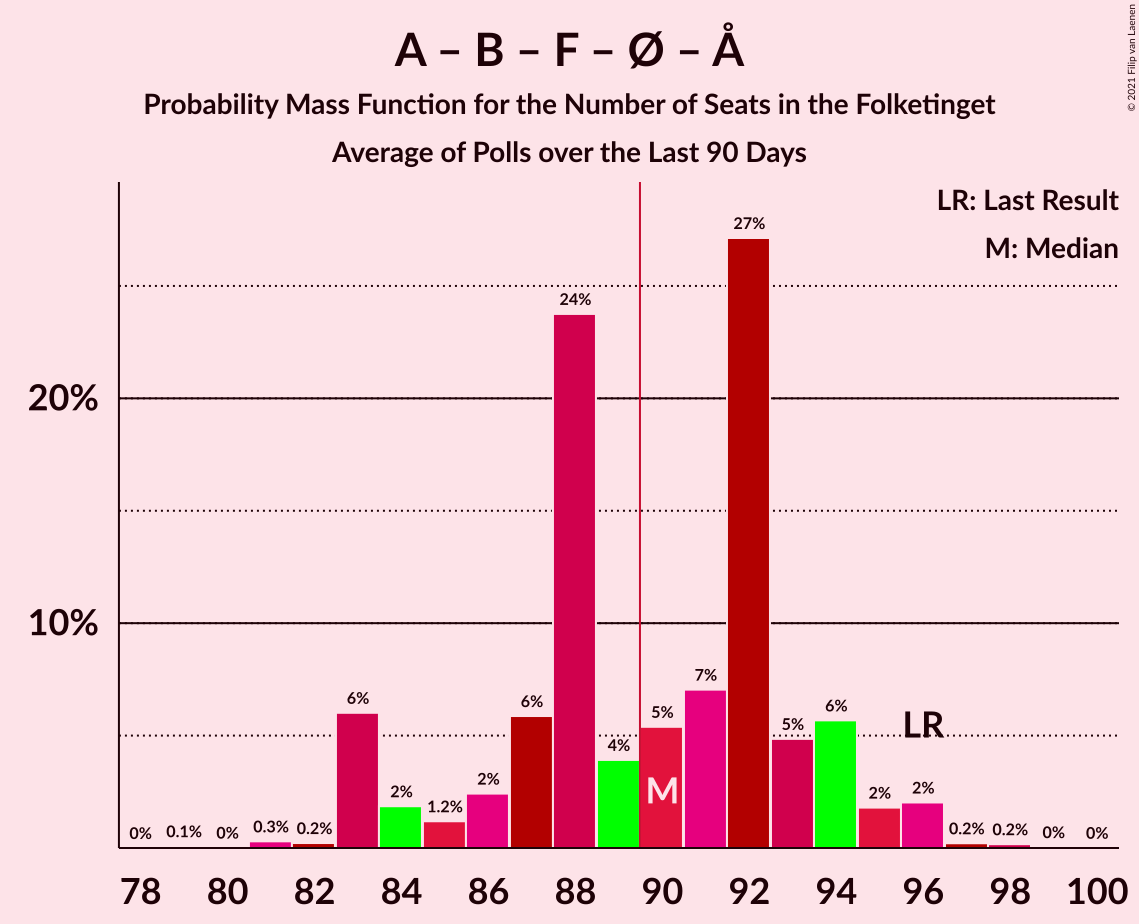 A – B – F – Ø – Å
Probability Mass Function for the Number of Seats in the Folketinget
Average of Polls over the Last 90 Days
© 2021 Filip van Laenen
LR: Last Result
M: Median
27%
24%
20%
10%
7%
6%
6%
6%
LR
5%
5%
4%
2%
2%
2%
2%
M
1.2%
0%
0.1%
0%
0.3%
0.2%
0.2%
0.2%
0%
0%
78 80 82 84 86 88 90 92 94 96 98 100